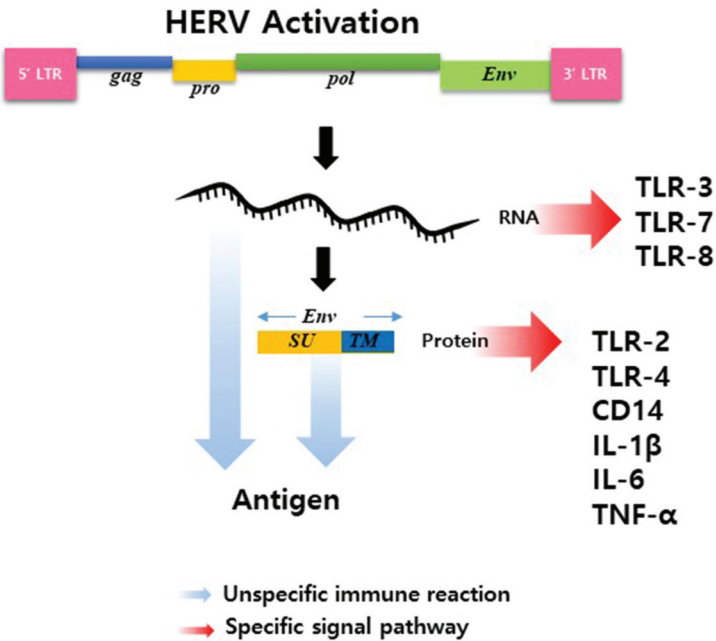 HERV Activation
5' LTR gag pro pol Env 3' LTR
RNA
TLR-3
TLR-7
TLR-8
Env
SU TM
Protein
TLR-2
TLR-4
CD14
IL-1β
IL-6
TNF-α
Antigen
Unspecific immune reaction
Specific signal pathway